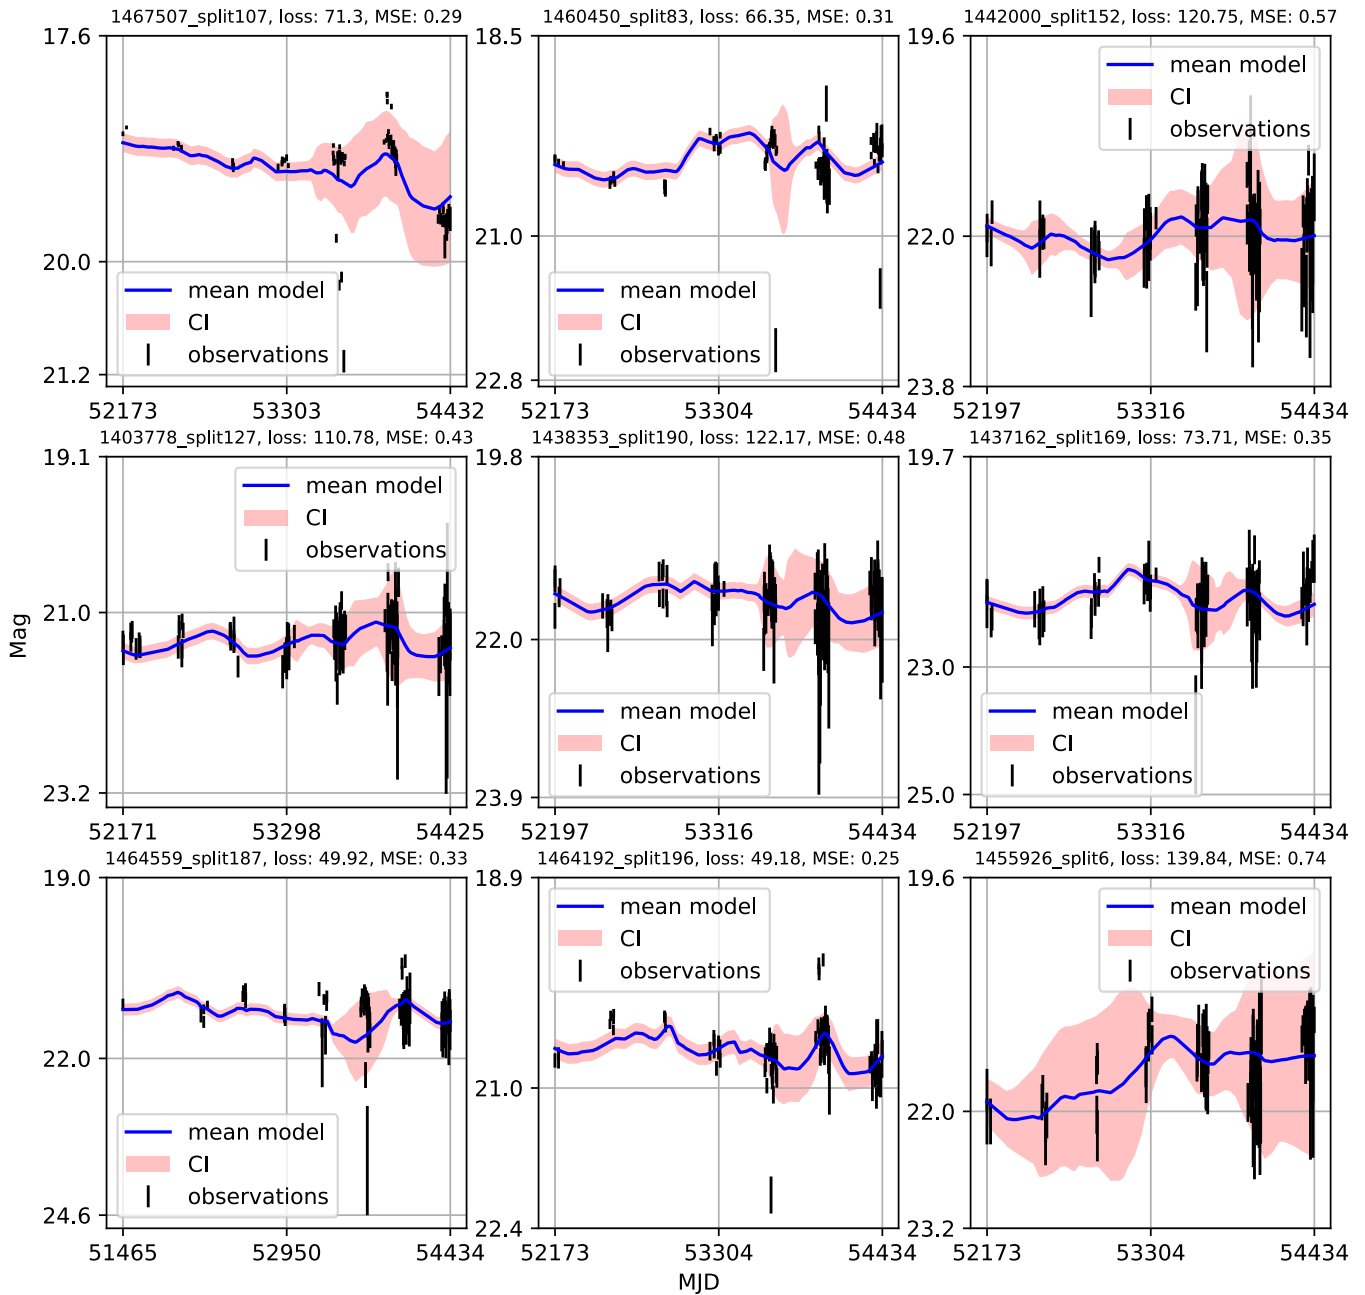 1467507_split107, loss: 71.3, MSE: 0.29
17.6
20.0
21.2
mean model
CI
observations
52173
53303
54432
1460450_split83, loss: 66.35, MSE: 0.31
18.5
21.0
22.8
mean model
CI
observations
52173
53304
54434
1442000_split152, loss: 120.75, MSE: 0.57
19.6
22.0
23.8
mean model
CI
observations
52197
53316
54434
1403778_split127, loss: 110.78, MSE: 0.43
19.1
21.0
23.2
mean model
CI
observations
52171
53298
54425
1438353_split190, loss: 122.17, MSE: 0.48
19.8
22.0
23.9
mean model
CI
observations
52197
53316
54434
1437162_split169, loss: 73.71, MSE: 0.35
19.7
23.0
25.0
mean model
CI
observations
52197
53316
54434
Mag
1464559_split187, loss: 49.92, MSE: 0.33
19.0
22.0
24.6
mean model
CI
observations
51465
52950
54434
1464192_split196, loss: 49.18, MSE: 0.25
18.9
21.0
22.4
mean model
CI
observations
52173
53304
54434
1455926_split6, loss: 139.84, MSE: 0.74
19.6
22.0
23.2
mean model
CI
observations
52173
53304
54434
MJD